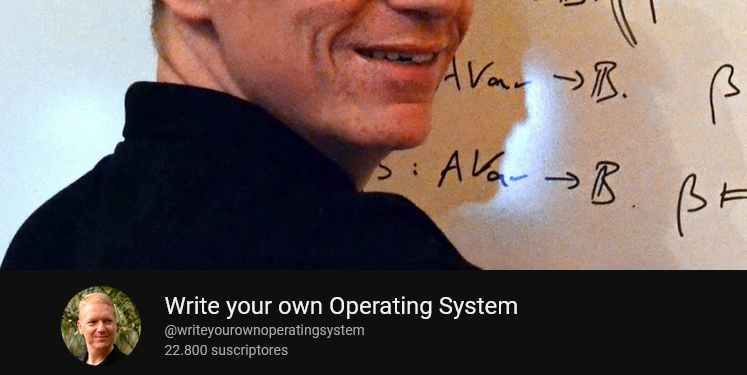 AVar → B.
β
s : AVar → B.
β ⊨
Write your own Operating System
@writeyourownoperatingsystem
22.800 suscriptores